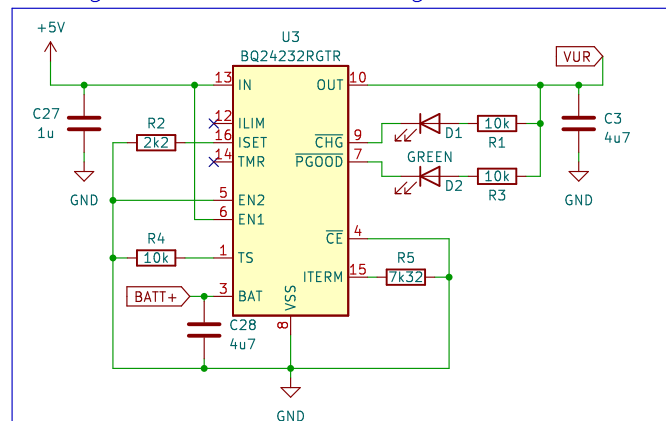 +5V
U3
BQ24232RGTR
VUR
13 IN
OUT 10
C27
1u
GND
12 ILIM
R2
2k2
16 ISET
14 TMR
CHG 9
D1
10k
R1
PGOOD 7
GREEN
D2
10k
R3
C3
4u7
GND
5 EN2
6 EN1
CE 4
R4
10k
1 TS
ITERM 15
R5
7k32
BATT+
3 BAT
VSS
8
C28
4u7
GND